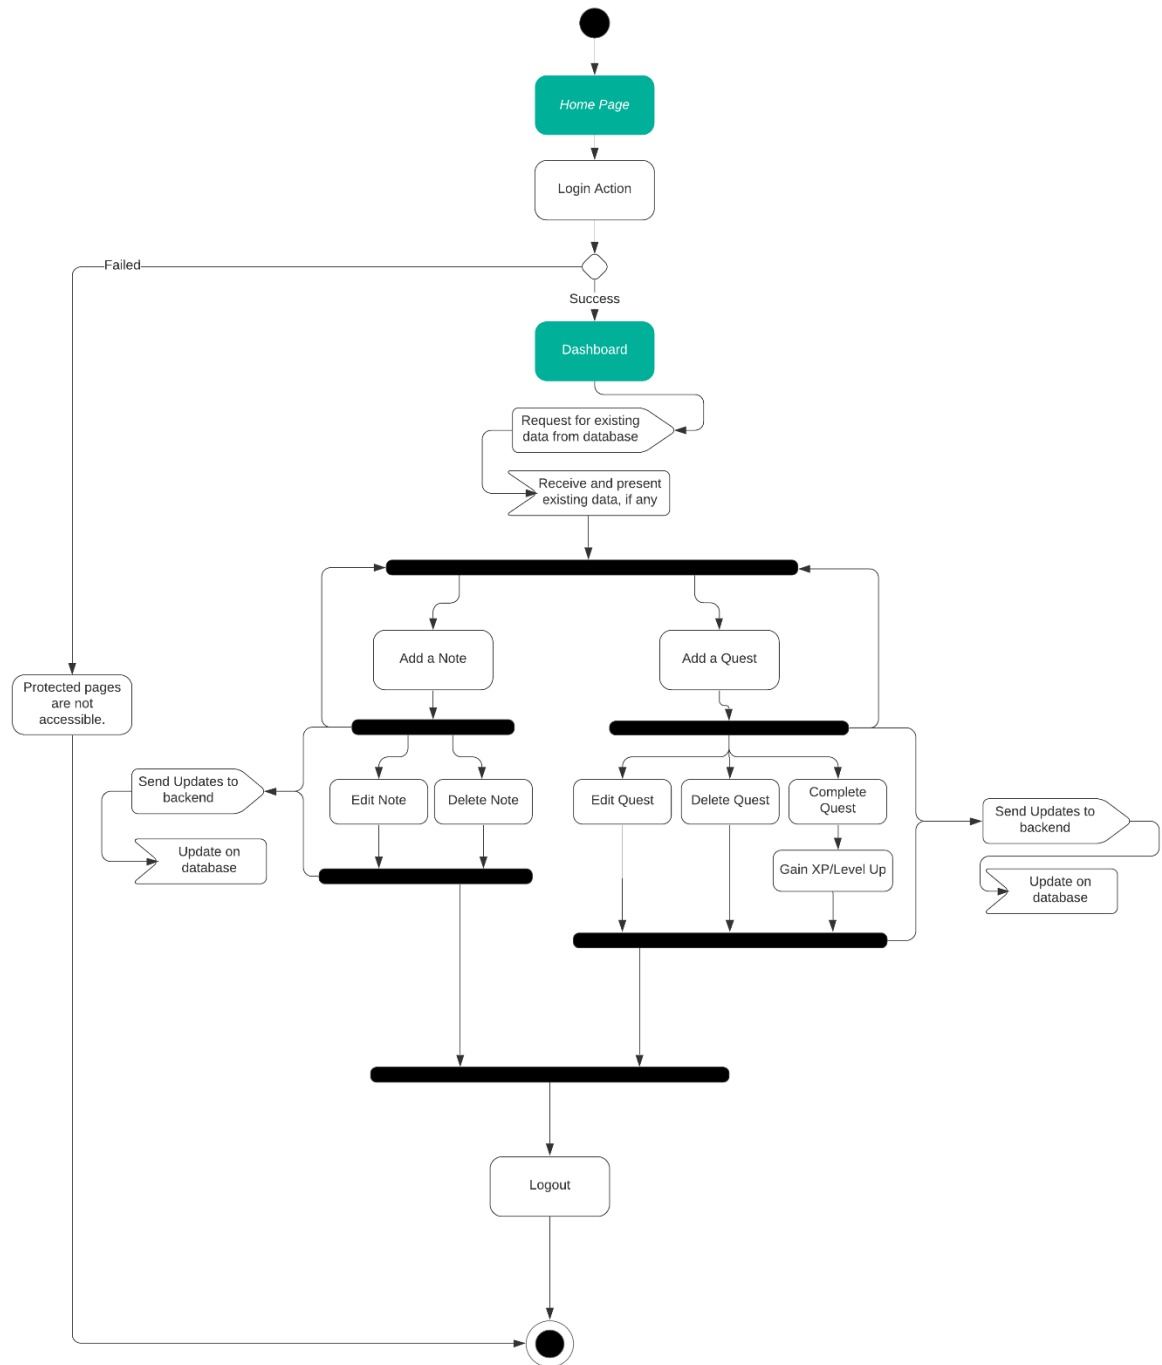 Home Page
Login Action
Failed
Success
Dashboard
Request for existing
data from database
Receive and present
existing data, if any
Add a Note
Add a Quest
Protected pages
are not
accessible.
Send Updates to
backend
Edit Note
Delete Note
Edit Quest
Delete Quest
Complete
Quest
Send Updates to
backend
Update on
database
Gain XP/Level Up
Update on
database
Logout